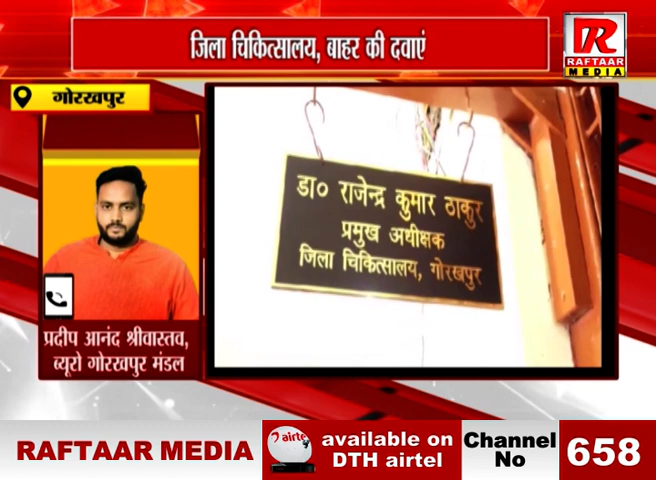 जिला चिकित्सालय, बाहर की दवाएं
R
RAFTAAR
MEDIA
गोरखपुर
डा० राजेन्द्र कुमार ठाकुर
प्रमुख अधीक्षक
जिला चिकित्सालय, गोरखपुर
प्रदीप आनंद श्रीवास्तव,
ब्यूरो गोरखपुर मंडल
RAFTAAR MEDIA
airtel
available on
DTH airtel
Channel
No
658